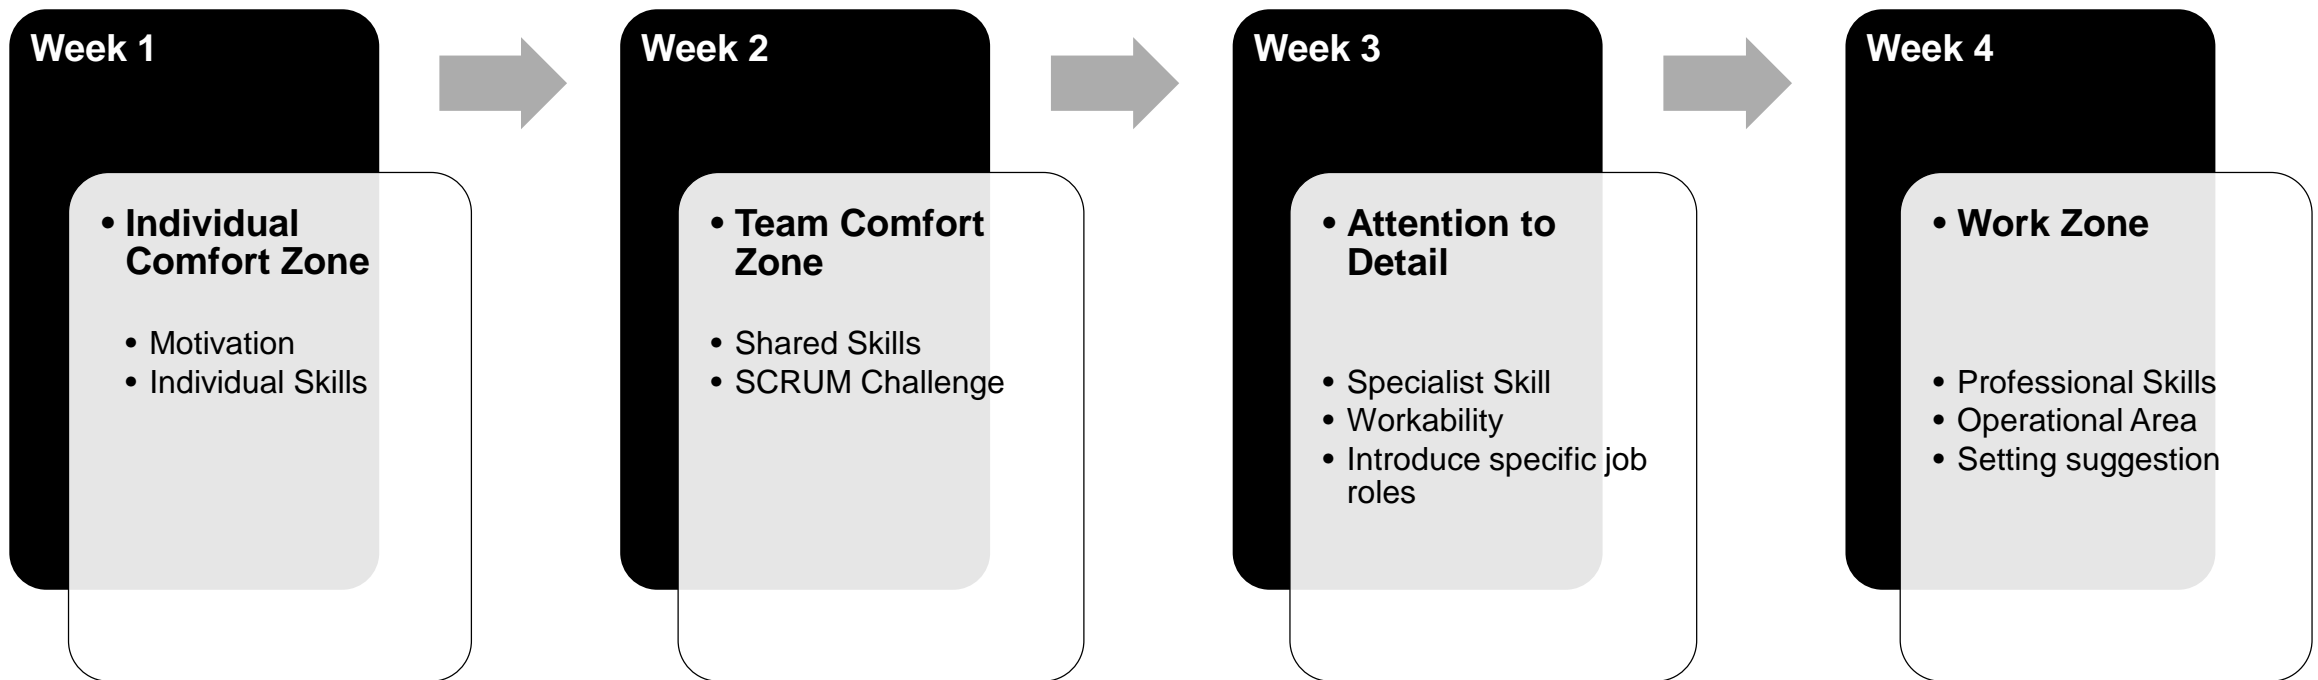 Week 1
• Individual
Comfort Zone
• Motivation
• Individual Skills
Week 2
• Team Comfort
Zone
• Shared Skills
• SCRUM Challenge
Week 3
• Attention to
Detail
• Specialist Skill
• Workability
• Introduce specific job
roles
Week 4
• Work Zone
• Professional Skills
• Operational Area
• Setting suggestion